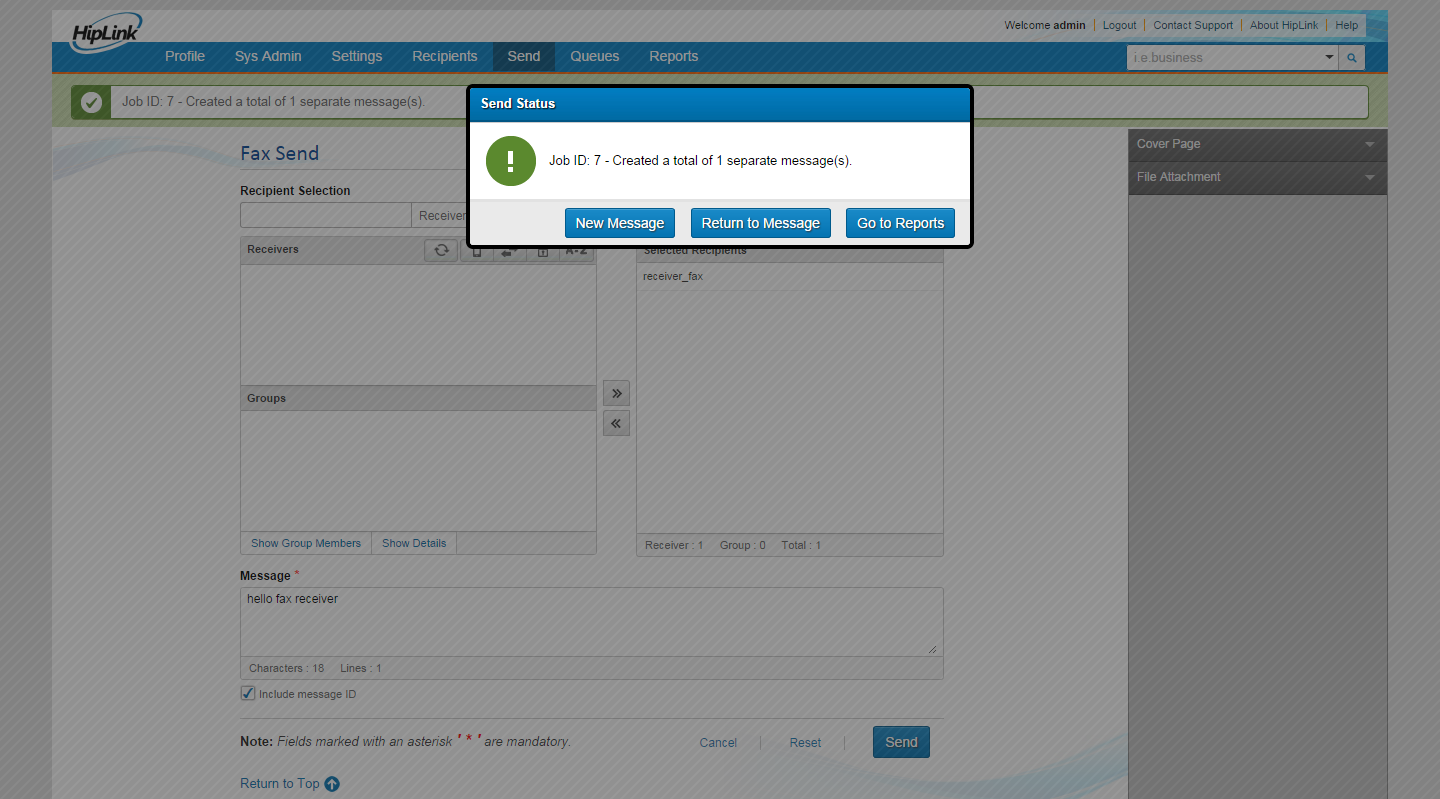 HipLink
Welcome admin Logout Contact Support About HipLink Help
Profile Sys Admin Settings Recipients Send Queues Reports
i.e.business
Job ID: 7 - Created a total of 1 separate message(s).
Send Status
Job ID: 7 - Created a total of 1 separate message(s).
New Message Return to Message Go to Reports
Cover Page
File Attachment
Fax Send
Recipient Selection
Receiver
Receivers
A-Z
Selected Recipients
receiver_fax
Groups
Show Group Members Show Details
Receiver : 1 Group : 0 Total : 1
Message *
hello fax receiver
Characters : 18 Lines : 1
Include message ID
Note: Fields marked with an asterisk ' * ' are mandatory.
Cancel Reset Send
Return to Top